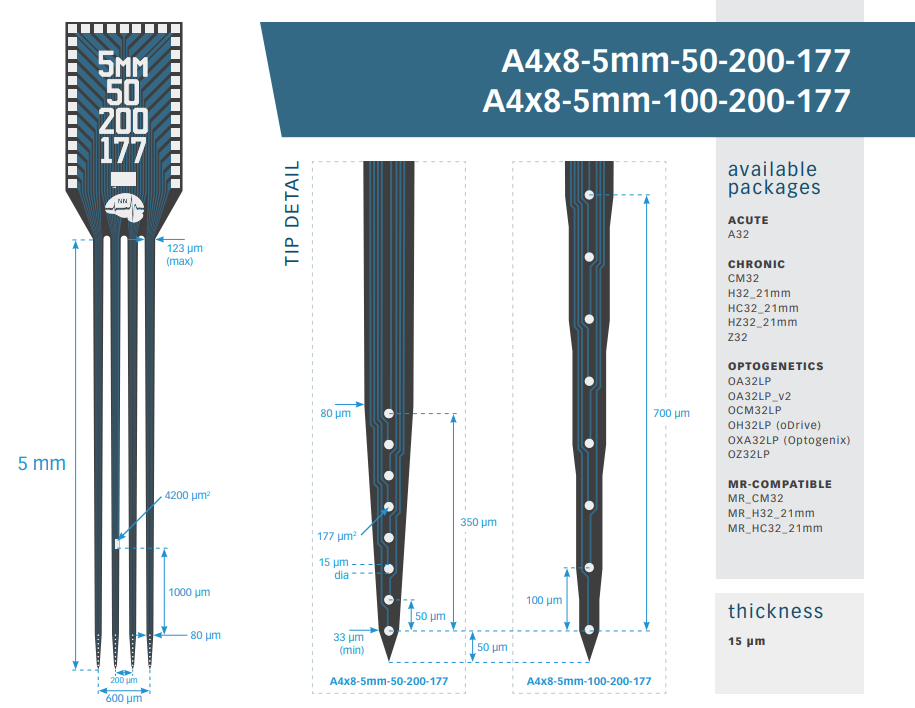 5MM
50
200
177
NN
123 µm
(max)
5 mm
4200 µm²
1000 µm
80 µm
200 µm
600 µm
A4x8-5mm-50-200-177
A4x8-5mm-100-200-177
TIP DETAIL
80 µm
177 µm²
15 µm
dia
33 µm
(min)
350 µm
50 µm
50 µm
A4x8-5mm-50-200-177
700 µm
100 µm
A4x8-5mm-100-200-177
available
packages
ACUTE
A32
CHRONIC
CM32
H32_21mm
HC32_21mm
HZ32_21mm
Z32
OPTOGENETICS
OA32LP
OA32LP_v2
OCM32LP
OH32LP (oDrive)
OXA32LP (Optogenix)
OZ32LP
MR-COMPATIBLE
MR_CM32
MR_H32_21mm
MR_HC32_21mm
thickness
15 µm